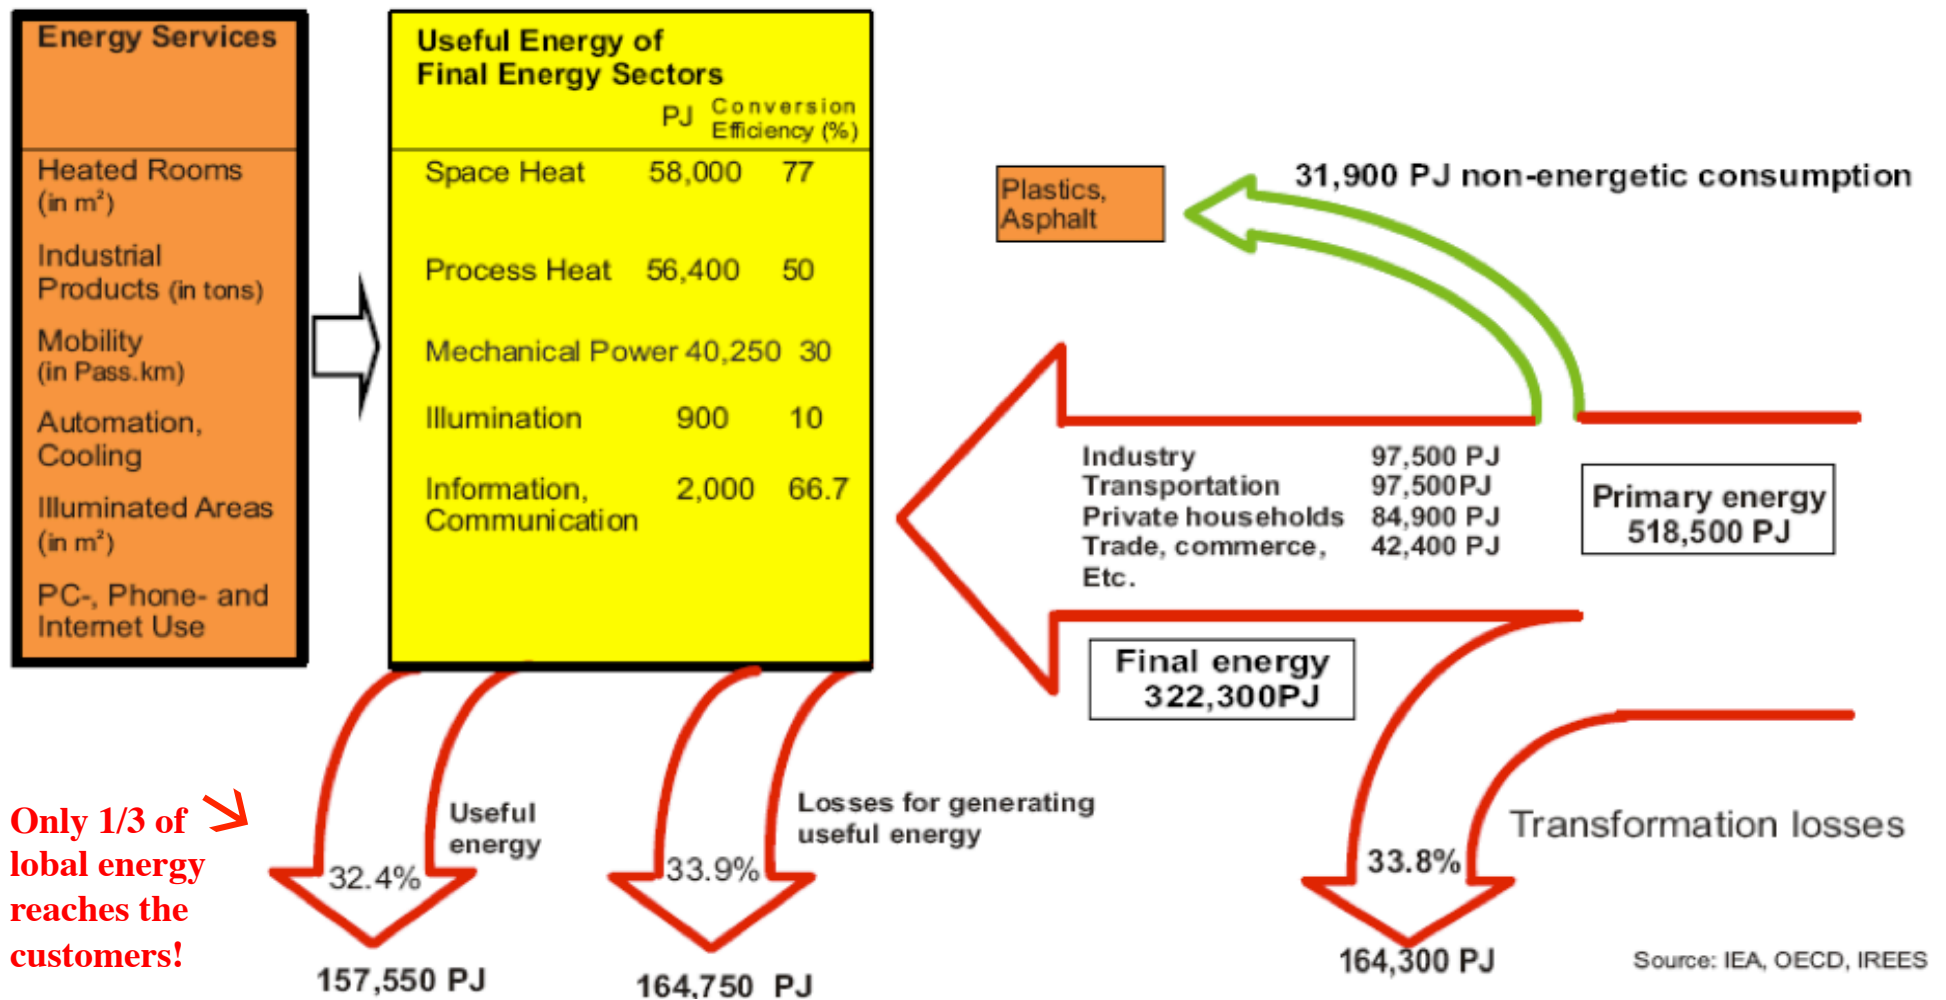 Energy Services
Heated Rooms
(in m²)
Industrial
Products (in tons)
Mobility
(in Pass.km)
Automation,
Cooling
Illuminated Areas
(in m²)
PC-, Phone- and
Internet Use
Useful Energy of
Final Energy Sectors
PJ Conversion
Efficiency (%)
Space Heat 58,000 77
Process Heat 56,400 50
Mechanical Power 40,250 30
Illumination 900 10
Information, 2,000 66.7
Communication
Plastics,
Asphalt
31,900 PJ non-energetic consumption
Industry 97,500 PJ
Transportation 97,500PJ
Private households 84,900 PJ
Trade, commerce, 42,400 PJ
Etc.
Primary energy
518,500 PJ
Final energy
322,300PJ
Only 1/3 of
lobal energy
reaches the
customers!
Useful
energy
32.4%
157,550 PJ
Losses for generating
useful energy
33.9%
164,750 PJ
Transformation losses
33.8%
164,300 PJ
Source: IEA, OECD, IREES